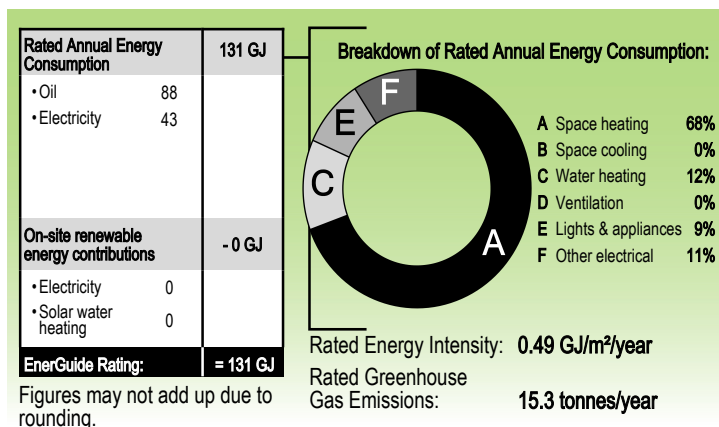 Rated Annual Energy Consumption 131 GJ
• Oil 88
• Electricity 43
On-site renewable energy contributions - 0 GJ
• Electricity 0
• Solar water heating 0
EnerGuide Rating: = 131 GJ
Figures may not add up due to
rounding.
Breakdown of Rated Annual Energy Consumption:
F
E
C
A
A Space heating 68%
B Space cooling 0%
C Water heating 12%
D Ventilation 0%
E Lights & appliances 9%
F Other electrical 11%
Rated Energy Intensity: 0.49 GJ/m²/year
Rated Greenhouse
Gas Emissions: 15.3 tonnes/year